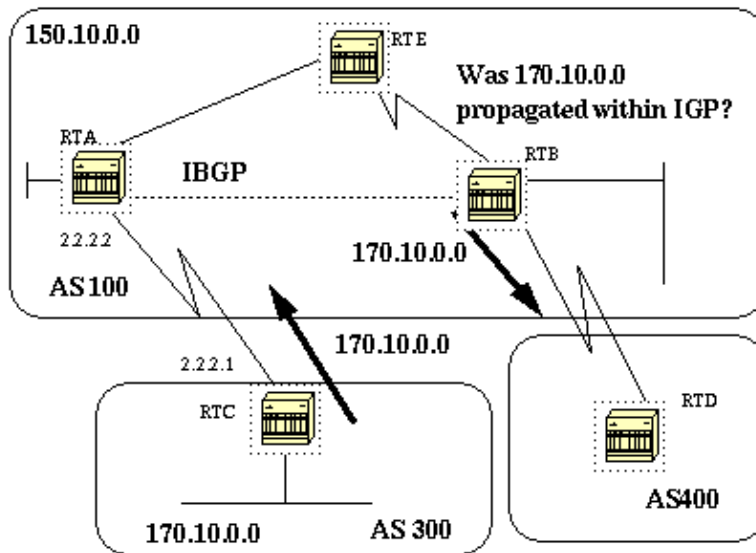 150.10.0.0
RTE
Was 170.10.0.0
propagated within IGP?
RTA
RTB
IBGP
2.2.2.2
170.10.0.0
AS100
170.10.0.0
2.2.2.1
RTC
RTD
AS400
170.10.0.0
AS 300